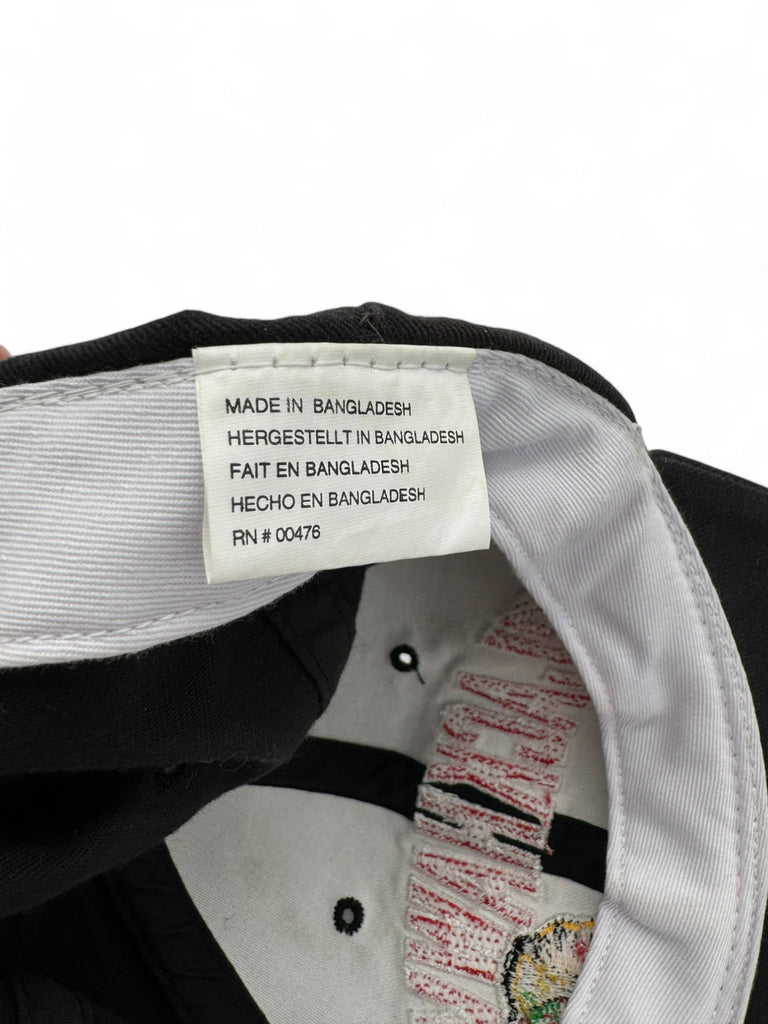 MADE IN BANGLADESH
HERGESTELLT IN BANGLADESH
FAIT EN BANGLADESH
HECHO EN BANGLADESH
RN # 00476